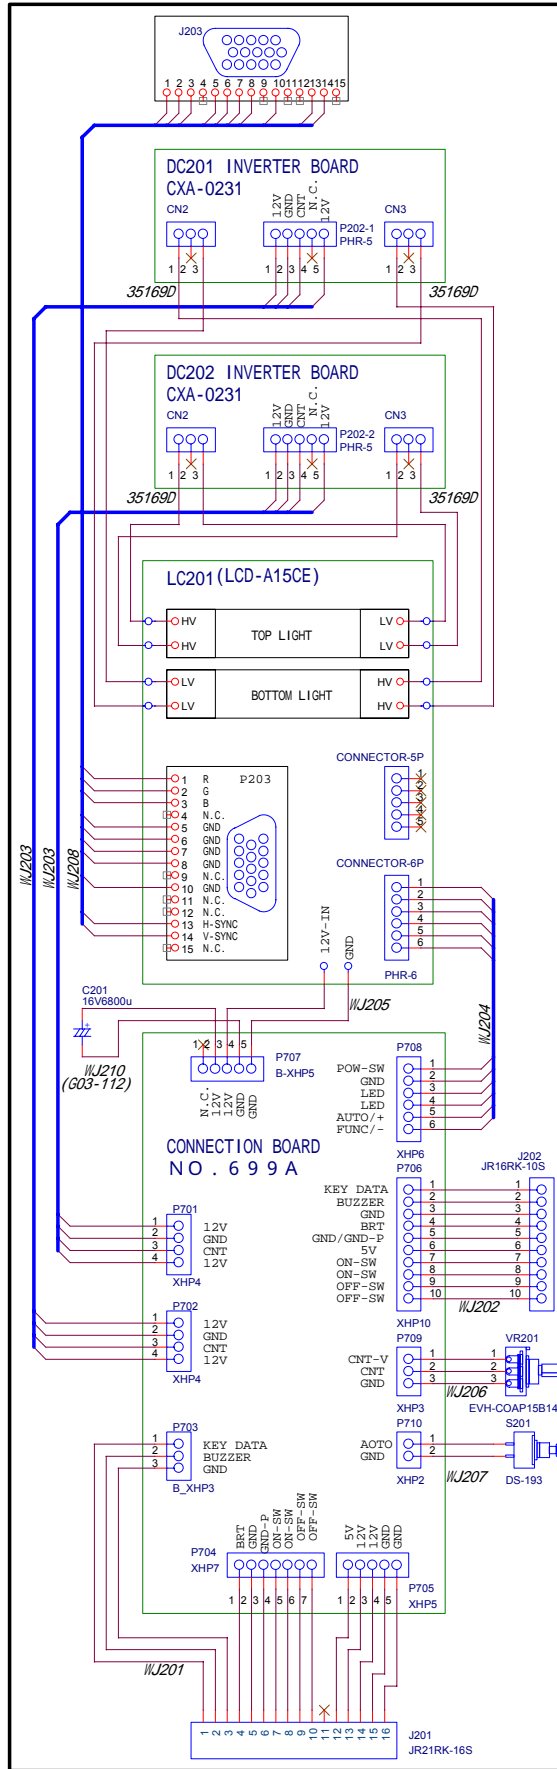 J203
1 2 3 4 5 6 7 8 9 10 11 11 12 13 14 15
DC201 INVERTER BOARD
CXA-0231
CN2
12V
GND
CNT
N.C.
12V
P202-1
PHR-5
CN3
1 2 3
1 2 3 4 5
1 2 3
35169D
35169D
DC202 INVERTER BOARD
CXA-0231
CN2
12V
GND
CNT
N.C.
12V
P202-2
PHR-5
CN3
1 2 3
1 2 3 4 5
1 2 3
35169D
35169D
LC201 (LCD-A15CE)
HV
HV
TOP LIGHT
LV
LV
LV
LV
BOTTOM LIGHT
HV
HV
P203
1 R
2 G
3 B
4 N.C.
5 GND
6 GND
7 GND
8 GND
9 N.C.
10 GND
11 N.C.
12 N.C.
13 H-SYNC
14 V-SYNC
15 N.C.
CONNECTOR-5P
1
2
3
4
5
CONNECTOR-6P
1
2
3
4
5
6
PHR-6
12V-IN
GND
WJ203
WJ203
WJ208
WJ205
WJ204
C201
16V6800u
+
WJ210
(G03-112)
1 2 3 4 5
P707
B-XHP5
N.C.
12V
12V
GND
GND
P708
POW-SW 1
GND 2
LED 3
LED 4
AUTO/+ 5
FUNC/- 6
XHP6
CONNECTION BOARD
NO. 699A
P706
J202
JR16RK-10S
KEY DATA 1 1
BUZZER 2 2
GND 3 3
BRT 4 4
GND/GND-P 5 5
5V 6 6
ON-SW 7 7
ON-SW 8 8
OFF-SW 9 9
OFF-SW 10 10
XHP10
WJ202
P701
1 12V
2 GND
3 CNT
4 12V
XHP4
P702
1 12V
2 GND
3 CNT
4 12V
XHP4
P709
VR201
CNT-V 1 1
CNT 2 2
GND 3 3
XHP3
WJ206
EVH-COAP15B14
P703
1 KEY DATA
2 BUZZER
3 GND
B_XHP3
P710
S201
AOTO 1
GND 2
XHP2
WJ207
DS-193
P704
XHP7
BRT
GND
GND-P
ON-SW
ON-SW
OFF-SW
OFF-SW
5V
12V
12V
GND
GND
P705
XHP5
1 2 3 4 5 6 7
1 2 3 4 5
WJ201
1 2 3 4 5 6 7 8 9 10 11 12 13 14 15 16
J201
JR21RK-16S